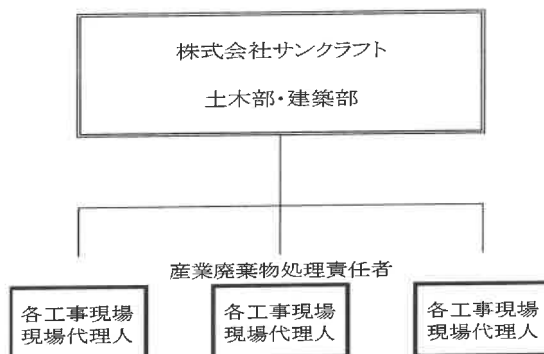 株式会社サンクラフト
土木部・建築部
産業廃棄物処理責任者
各工事現場
現場代理人
各工事現場
現場代理人
各工事現場
現場代理人